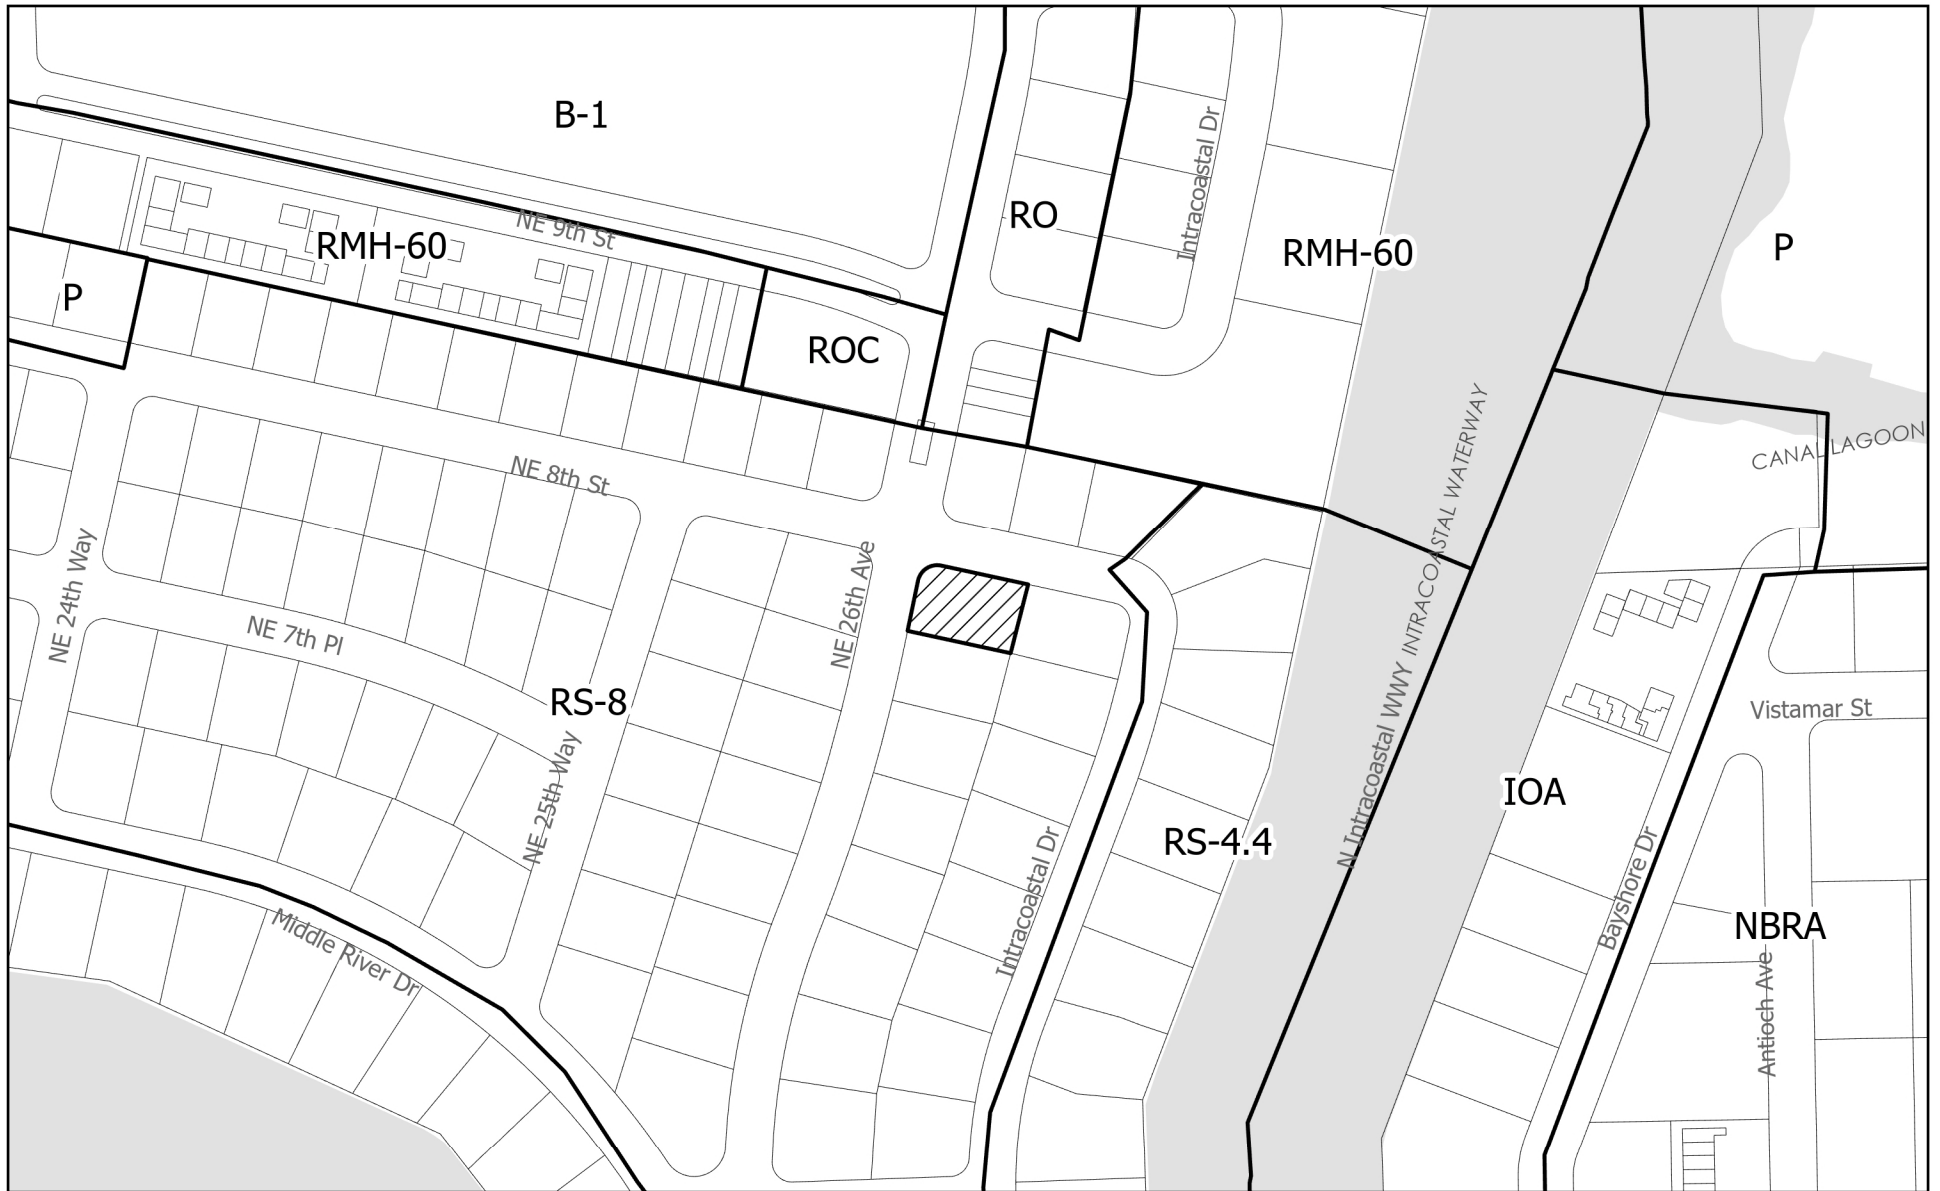 B-1
RO
Intracoastal Dr
NE 9th St
RMH-60
RMH-60
P
P
ROC
CANAL LAGOON
NE 8th St
NE 24th Way
NE 7th Pl
NE 26th Ave
INTRACOASTAL WATERWAY
N Intracoastal WWY
RS-8
Vistamar St
NE 25th Way
IOA
RS-4.4
Intracoastal Dr
Bayshore Dr
NBRA
Middle River Dr
Antioch Ave